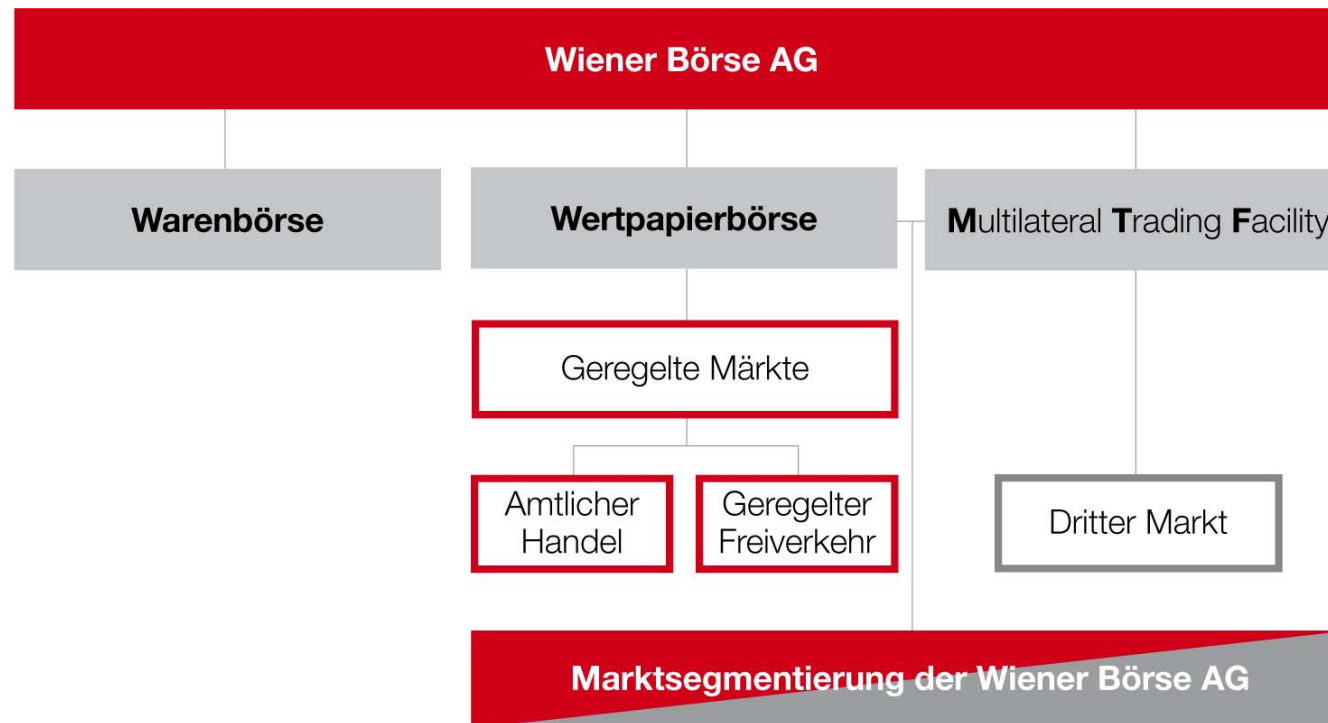 Wiener Börse AG
Warenbörse
Wertpapierbörse
Multilateral Trading Facility
Geregelte Märkte
Amtlicher
Handel
Geregelter
Freiverkehr
Dritter Markt
Marktsegmentierung der Wiener Börse AG